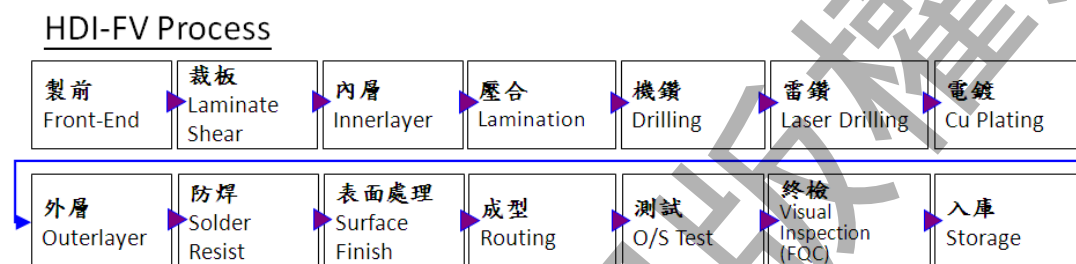 HDI-FV Process
製前
Front-End
裁板
Laminate
Shear
內層
Innerlayer
壓合
Lamination
機鑽
Drilling
雷鑽
Laser Drilling
電鍍
Cu Plating
外層
Outerlayer
防焊
Solder
Resist
表面處理
Surface
Finish
成型
Routing
測試
O/S Test
終檢
Visual
Inspection
(FQC)
入庫
Storage
版權